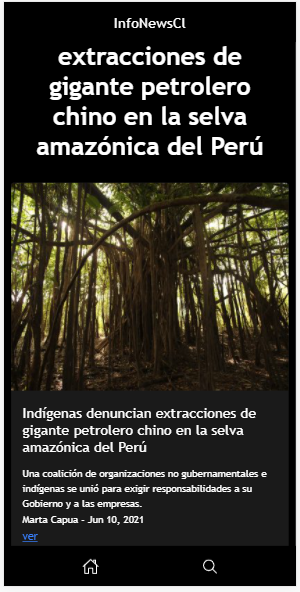 InfoNewsCl
extracciones de
gigante petrolero
chino en la selva
amazónica del Perú
Indígenas denuncian extracciones de
gigante petrolero chino en la selva
amazónica del Perú
Una coalición de organizaciones no gubernamentales e
indígenas se unió para exigir responsabilidades a su
Gobierno y a las empresas.
Marta Capua - Jun 10, 2021
ver